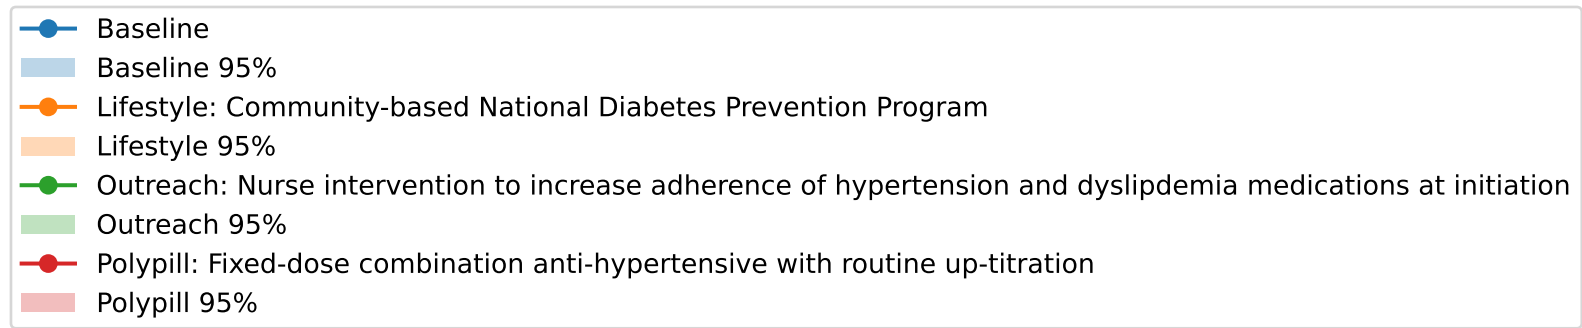 Baseline
Baseline 95%
Lifestyle: Community-based National Diabetes Prevention Program
Lifestyle 95%
Outreach: Nurse intervention to increase adherence of hypertension and dyslipdemia medications at initiation
Outreach 95%
Polypill: Fixed-dose combination anti-hypertensive with routine up-titration
Polypill 95%